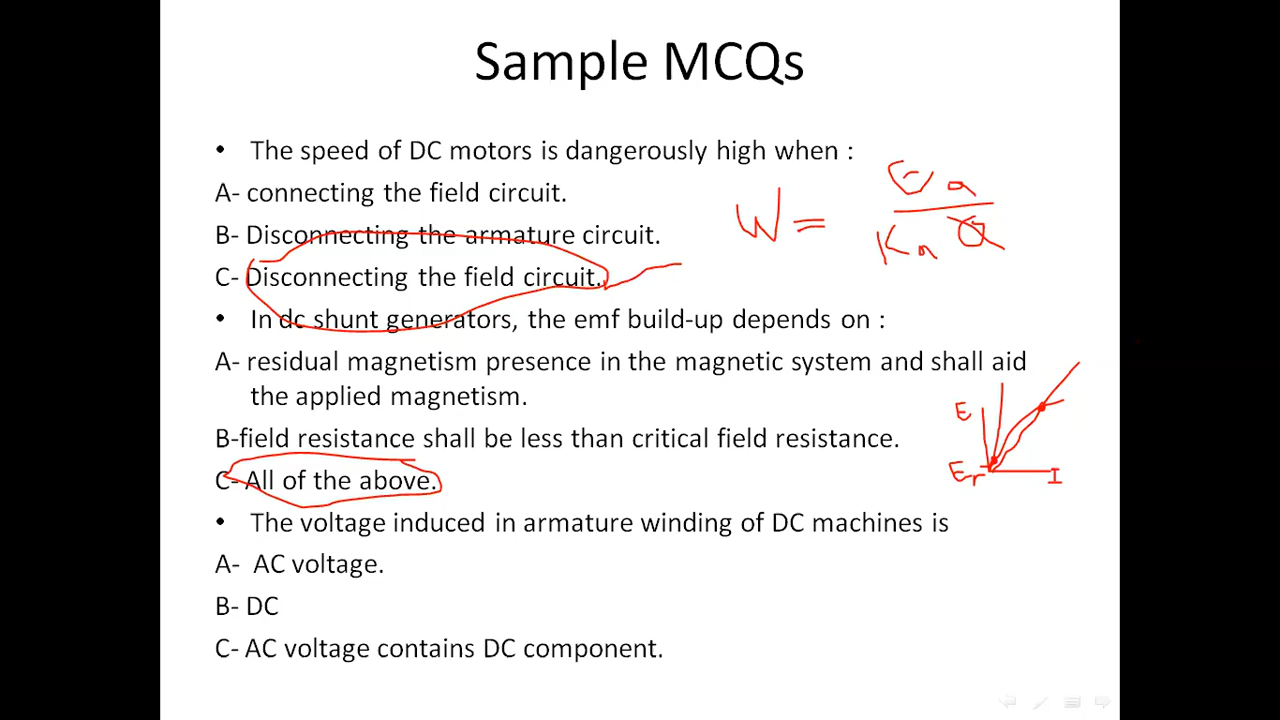 Sample MCQs
• The speed of DC motors is dangerously high when :
A- connecting the field circuit.
B- Disconnecting the armature circuit.
C- Disconnecting the field circuit.
W = Ea / Ka Φ
• In dc shunt generators, the emf build-up depends on :
A- residual magnetism presence in the magnetic system and shall aid
the applied magnetism.
B-field resistance shall be less than critical field resistance.
C- All of the above.
E
Er
I
• The voltage induced in armature winding of DC machines is
A- AC voltage.
B- DC
C- AC voltage contains DC component.